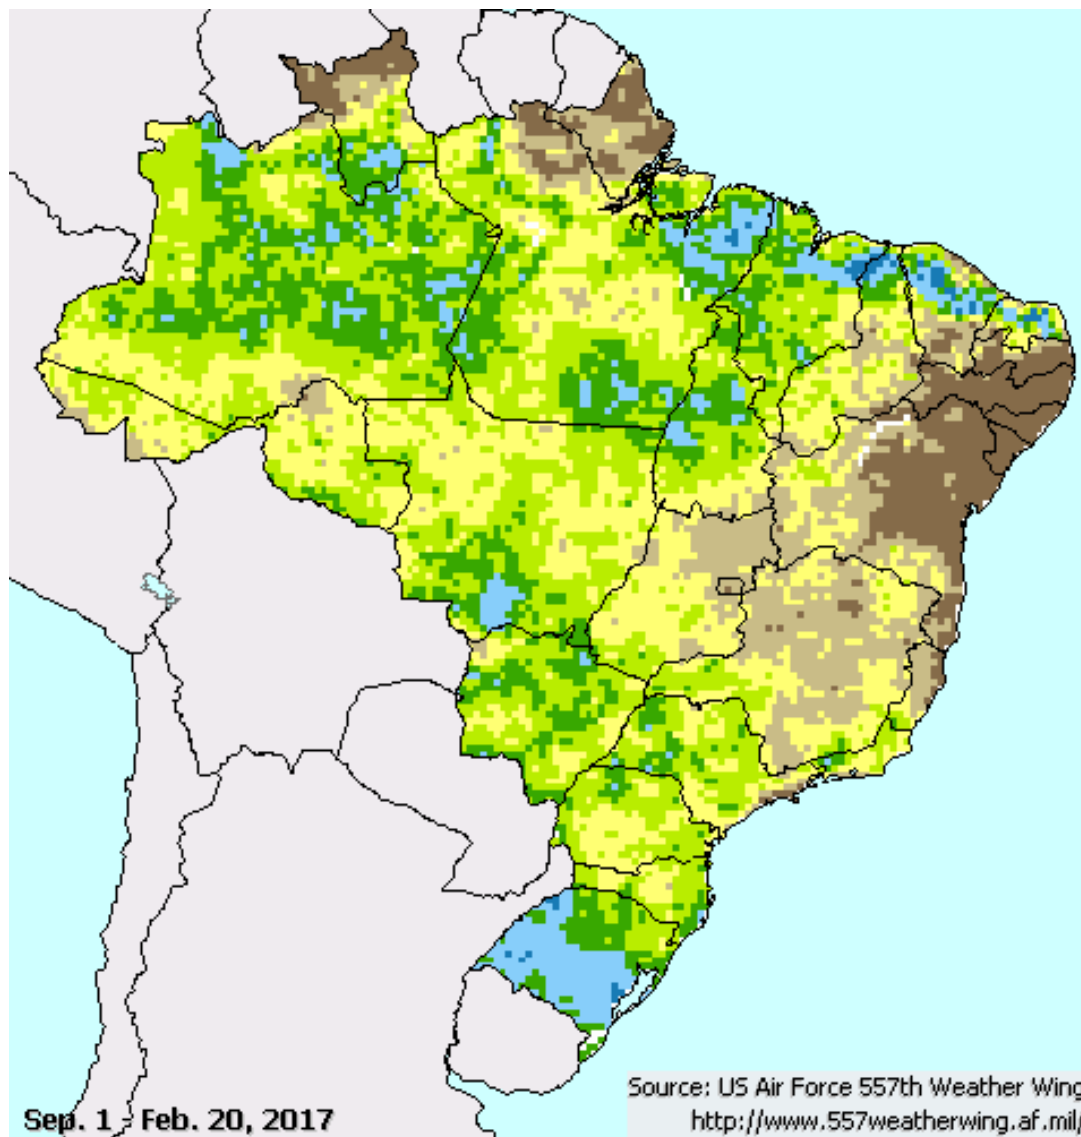 Sep. 1 - Feb. 20, 2017
Source: US Air Force 557th Weather Wing
http://www.557weatherwing.af.mil/